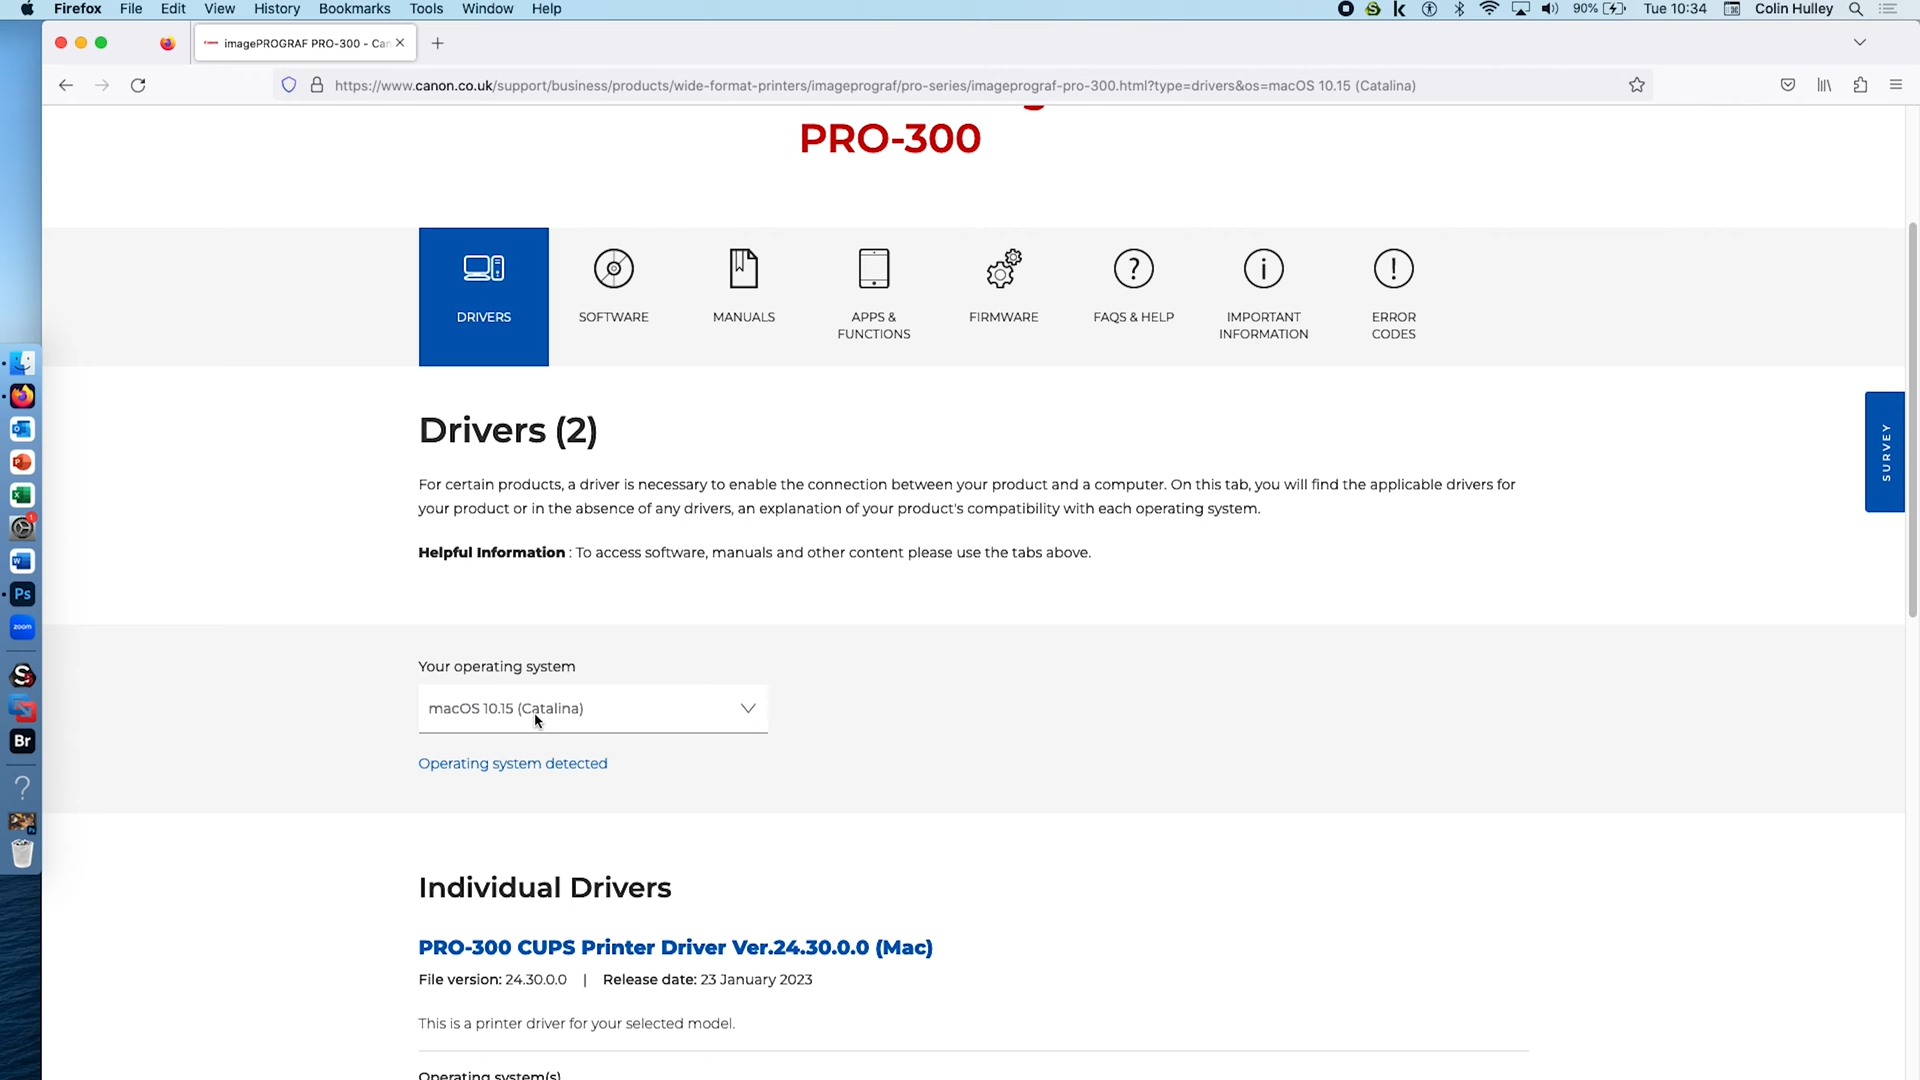 Firefox File Edit View History Bookmarks Tools Window Help
90% Tue 10:34 Colin Hulley
imagePROGRAF PRO-300 - Can
https://www.canon.co.uk/support/business/products/wide-format-printers/imageprograf/pro-series/imageprograf-pro-300.html?type=drivers&os=macOS 10.15 (Catalina)
PRO-300
DRIVERS
SOFTWARE
MANUALS
APPS &
FUNCTIONS
FIRMWARE
FAQS & HELP
IMPORTANT
INFORMATION
ERROR
CODES
Drivers (2)
For certain products, a driver is necessary to enable the connection between your product and a computer. On this tab, you will find the applicable drivers for
your product or in the absence of any drivers, an explanation of your product's compatibility with each operating system.
Helpful Information : To access software, manuals and other content please use the tabs above.
SURVEY
Your operating system
macOS 10.15 (Catalina)
Operating system detected
Individual Drivers
PRO-300 CUPS Printer Driver Ver.24.30.0.0 (Mac)
File version: 24.30.0.0 | Release date: 23 January 2023
This is a printer driver for your selected model.
Operating system(s)
Ps
zoom
Br